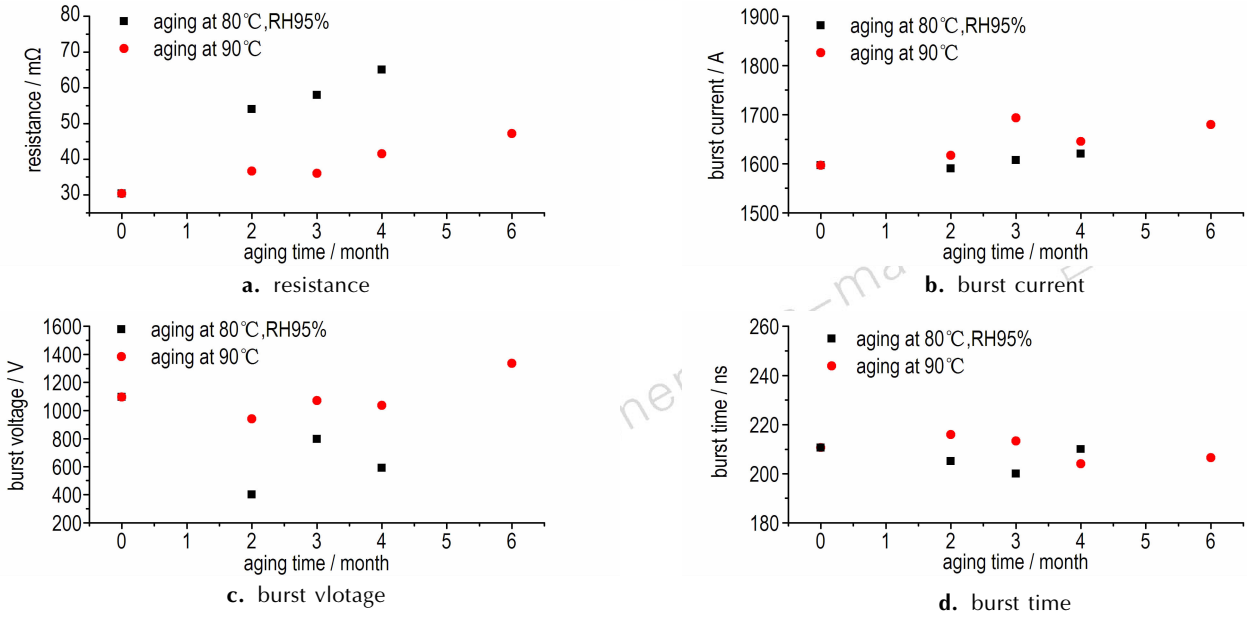 80
70
60
50
40
30
resistance / mΩ
aging at 80℃,RH95%
aging at 90℃
0 1 2 3 4 5 6
aging time / month
a. resistance
1900
1800
1700
1600
1500
burst current / A
aging at 80℃,RH95%
aging at 90℃
0 1 2 3 4 5 6
aging time / month
b. burst current
1600
1400
1200
1000
800
600
400
200
burst voltage / V
aging at 80℃,RH95%
aging at 90℃
0 1 2 3 4 5 6
aging time / month
c. burst vlotage
260
240
220
200
180
burst time / ns
aging at 80℃,RH95%
aging at 90℃
0 1 2 3 4 5 6
aging time / month
d. burst time